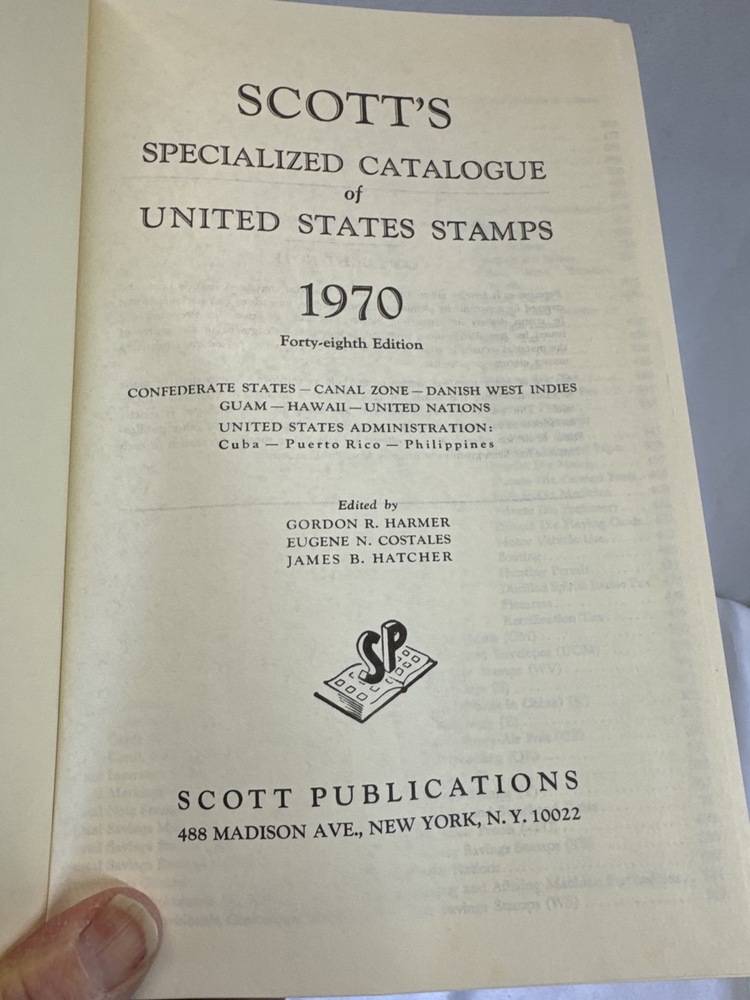 SCOTT'S
SPECIALIZED CATALOGUE
of
UNITED STATES STAMPS
1970
Forty-eighth Edition
CONFEDERATE STATES — CANAL ZONE — DANISH WEST INDIES
GUAM — HAWAII — UNITED NATIONS
UNITED STATES ADMINISTRATION:
Cuba — Puerto Rico — Philippines
Edited by
GORDON R. HARMER
EUGENE N. COSTALES
JAMES B. HATCHER
SP
SCOTT PUBLICATIONS
488 MADISON AVE., NEW YORK, N. Y. 10022